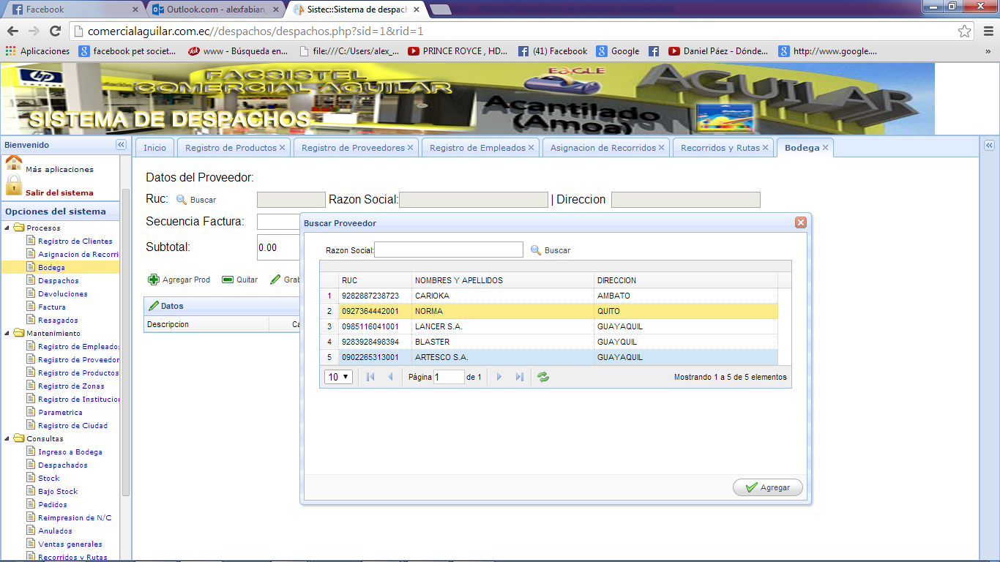 Facebook
Outlook.com - alexfabian_
Sistec::Sistema de despach
comercialaguilar.com.ec//despachos/despachos.php?sid=1&rid=1
Aplicaciones facebook pet societ... www - Búsqueda en... file:///C:/Users/alex_... PRINCE ROYCE , HD... (41) Facebook Google Daniel Páez - Dónde... http://www.google....
hp
FACSISTEL
COMERCIAL AGUILAR
SISTEMA DE DESPACHOS
EAGLE
AGUILAR
Acantilado
(Amoa)
Bienvenido
Más aplicaciones
Salir del sistema
Opciones del sistema
Procesos
Registro de Clientes
Asignacion de Recorri
Bodega
Despachos
Devoluciones
Factura
Resagados
Mantenimiento
Registro de Empleados
Registro de Proveedor
Registro de Productos
Registro de Zonas
Registro de Institucion
Parametrica
Registro de Ciudad
Consultas
Ingreso a Bodega
Despachados
Stock
Bajo Stock
Pedidos
Reimpresion de N/C
Anulados
Ventas generales
Recorridos y Rutas
Inicio Registro de Productos Registro de Proveedores Registro de Empleados Asignacion de Recorridos Recorridos y Rutas Bodega
Datos del Proveedor:
Ruc: Buscar Razon Social: | Direccion
Secuencia Factura:
Subtotal: 0.00
Agregar Prod Quitar Grab
Datos
Descripcion Ca
Buscar Proveedor
Razon Social: Buscar
RUC NOMBRES Y APELLIDOS DIRECCION
1 9282887238723 CARIOKA AMBATO
2 0927364442001 NORMA QUITO
3 0985116041001 LANCER S.A. GUAYAQUIL
4 9283928498394 BLASTER GUAYQUIL
5 0902265313001 ARTESCO S.A. GUAYAQUIL
10 Página 1 de 1 Mostrando 1 a 5 de 5 elementos
Agregar